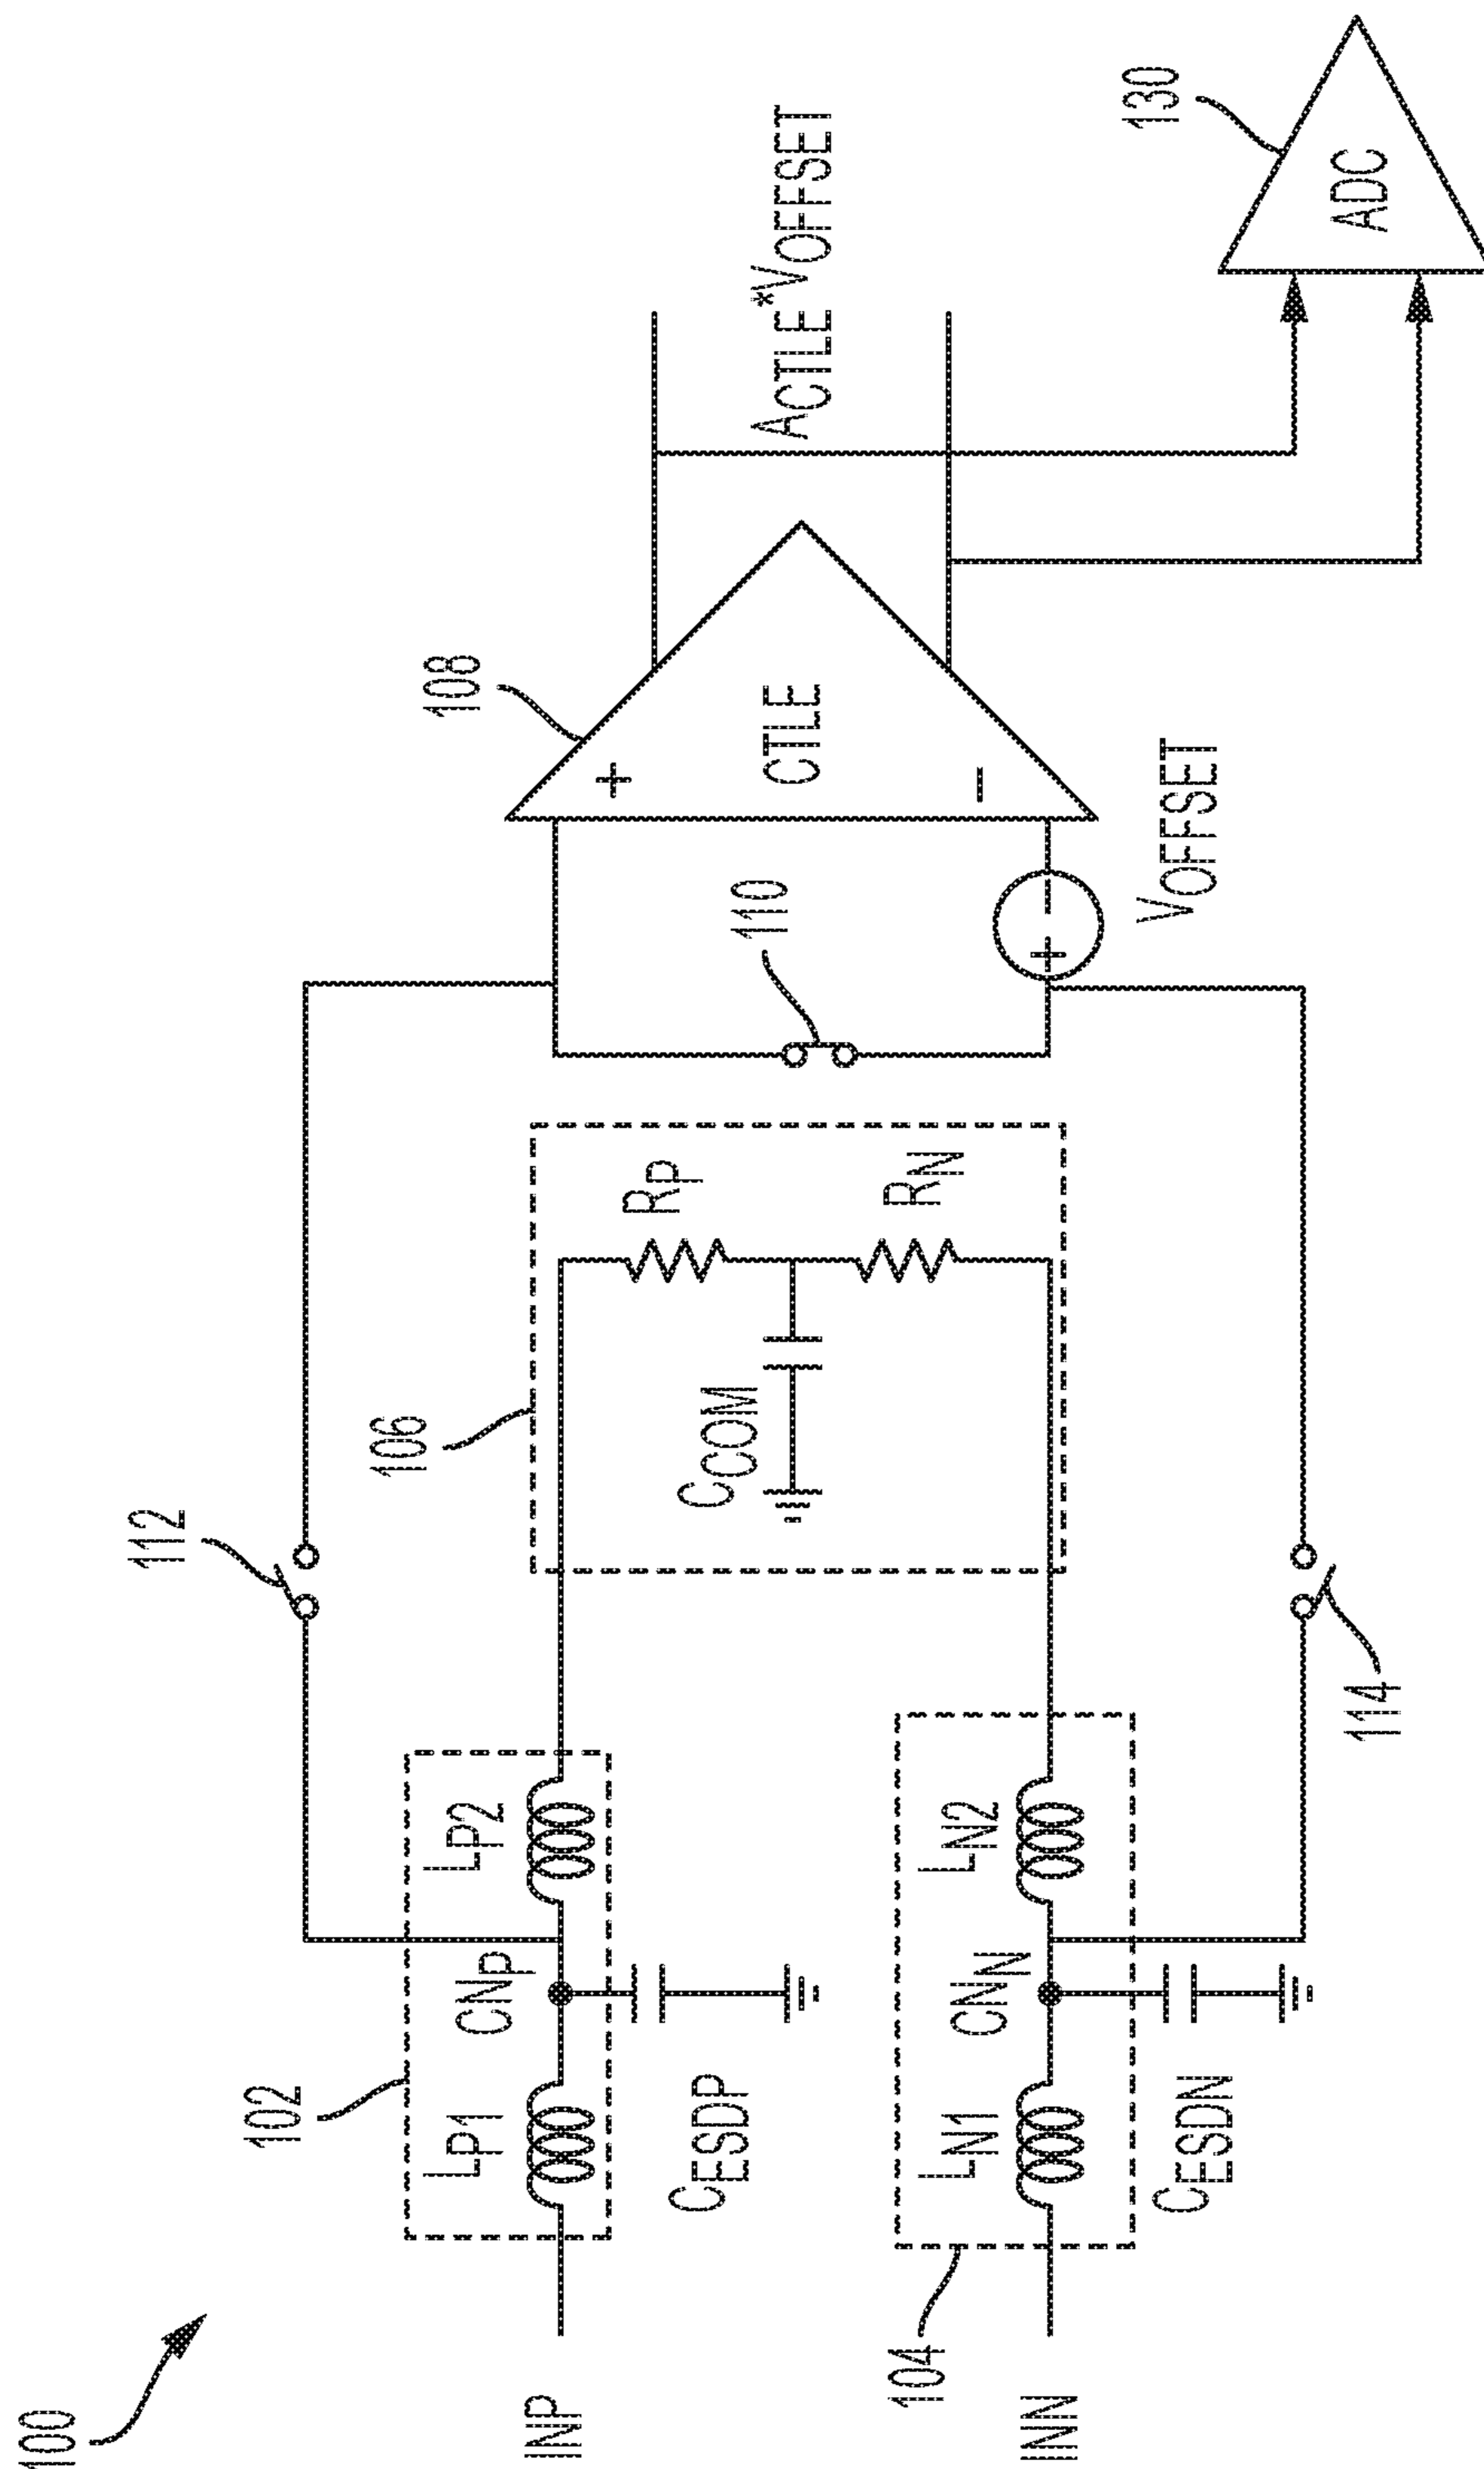 100
112
102
LP1
CNP
LP2
INP
CESDP
106
CCOM
RP
RN
108
+
CTLE
−
110
+
−
VOFFSET
ACTLE*VOFFSET
130
ADC
104
LN1
CNN
LN2
INN
CESDN
114